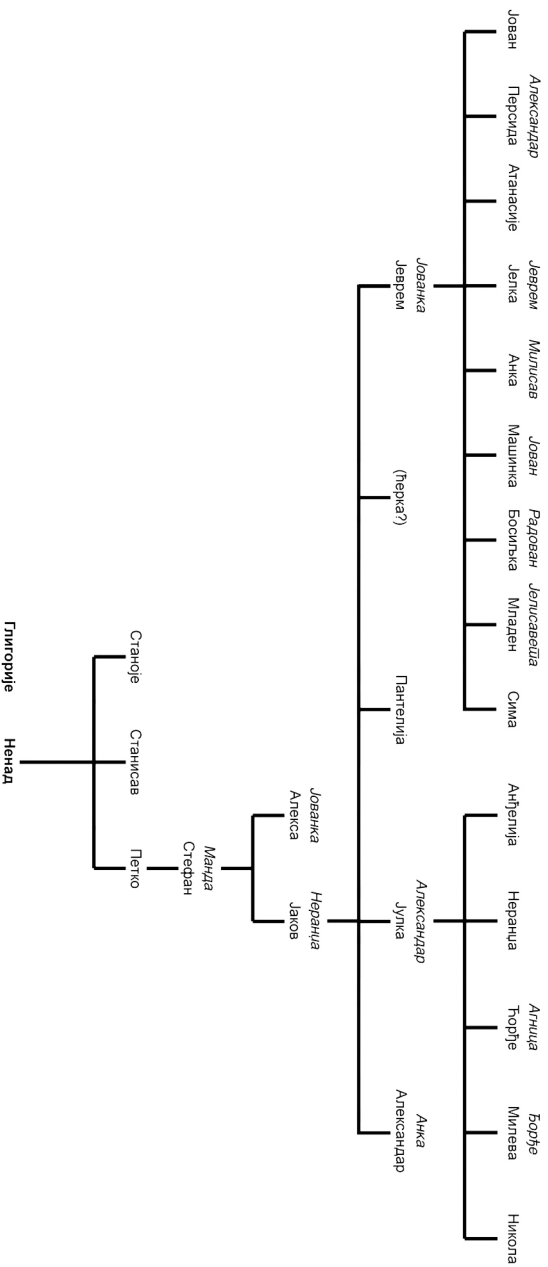 Глигорије
Ненад
Станоје
Станисав
Петко
Манда
Стефан
Јованка
Алекса
Неранџа
Јаков
Јованка
Јеврем
(ћерка?)
Пантелија
Александар
Јулка
Анка
Александар
Јован
Александар
Персида
Атанасије
Јеврем
Јелка
Милисав
Анка
Јован
Машинка
Радован
Босиљка
Јелисавета
Младен
Сима
Анђелија
Неранџа
Агница
Ђорђе
Ђорђе
Милева
Никола